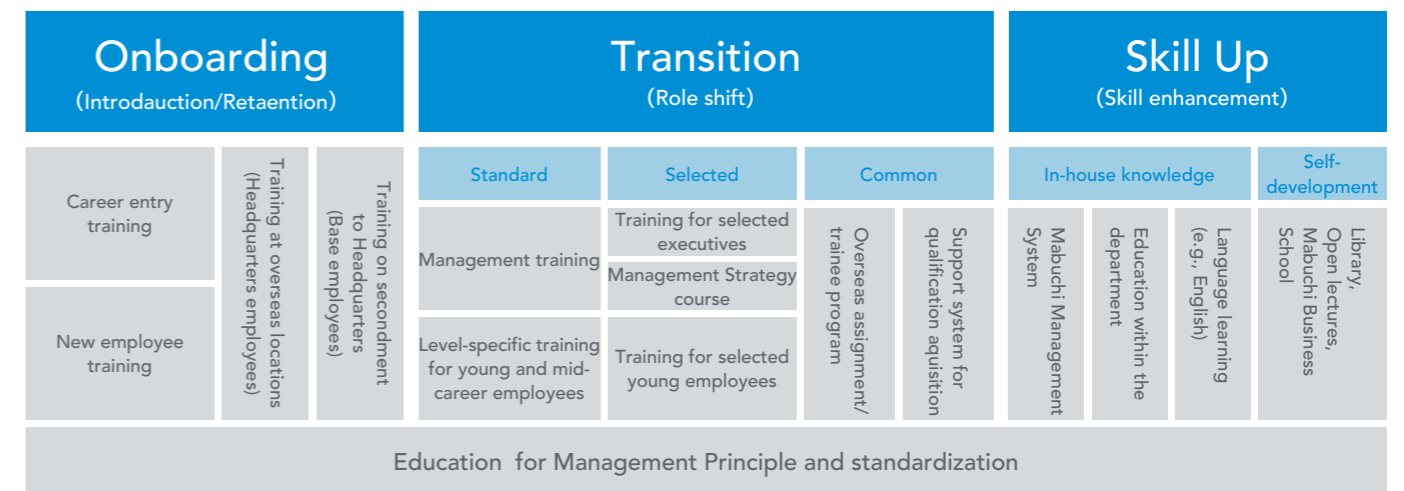 Onboarding
(Introdauction/Retaention)
Transition
(Role shift)
Skill Up
(Skill enhancement)
Career entry
training
New employee
training
Training at overseas locations
(Headquarters employees)
Training on secondment
to Headquarters
(Base employees)
Standard
Management training
Level-specific training
for young and mid-
career employees
Selected
Training for selected
executives
Management Strategy
course
Training for selected
young employees
Common
Overseas assignment/
trainee program
Support system for
qualification aquisition
In-house knowledge
Mabuchi Management
System
Education within the
department
Language learning
(e.g., English)
Self-
development
Library,
Open lectures,
Mabuchi Business
School
Education for Management Principle and standardization